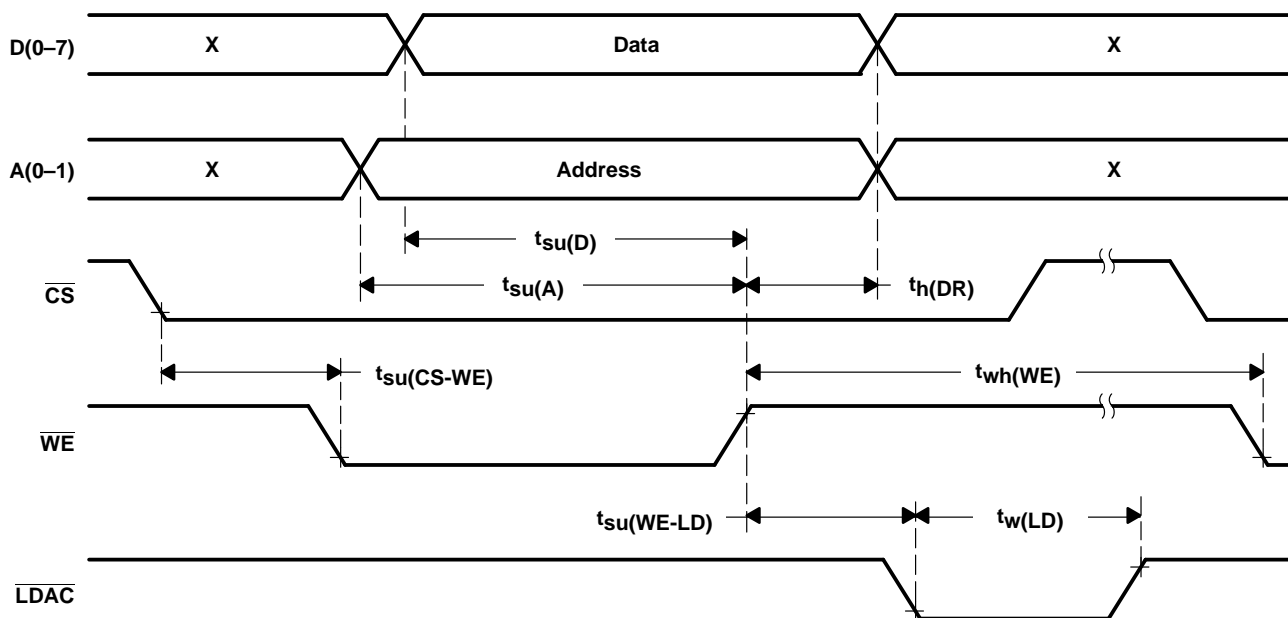 D(0–7) X Data X
A(0–1) X Address X
tsu(D)
CS tsu(A) th(DR)
tsu(CS-WE) twh(WE)
WE
tsu(WE-LD) tw(LD)
LDAC